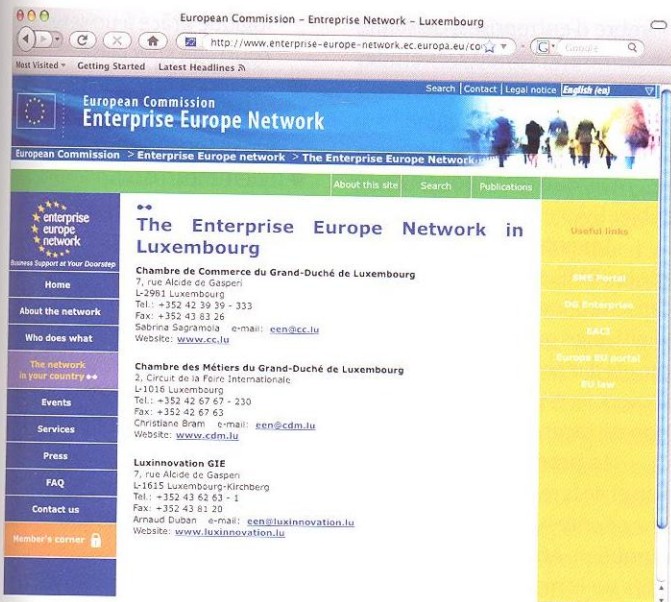 European Commission – Entreprise Network – Luxembourg
http://www.enterprise-europe-network.ec.europa.eu/co
Google
Most Visited
Getting Started
Latest Headlines
Search | Contact | Legal notice
English (en)
European Commission
Enterprise Europe Network
European Commission > Enterprise Europe network > The Enterprise Europe Network
About this site
Search
Publications
enterprise
europe
network
Business Support at Your Doorstep
Home
About the network
Who does what
The network
in your country
Events
Services
Press
FAQ
Contact us
Member's corner
The Enterprise Europe Network in
Luxembourg
Chambre de Commerce du Grand-Duché de Luxembourg
7, rue Alcide de Gasperi
L-2981 Luxembourg
Tel.: +352 42 39 39 - 333
Fax: +352 43 83 26
Sabrina Sagramola e-mail: een@cc.lu
Website: www.cc.lu
Chambre des Métiers du Grand-Duché de Luxembourg
2, Circuit de la Foire Internationale
L-1016 Luxembourg
Tel.: +352 42 67 67 - 230
Fax: +352 42 67 63
Christiane Bram e-mail: een@cdm.lu
Website: www.cdm.lu
Luxinnovation GIE
7, rue Alcide de Gasperi
L-1615 Luxembourg-Kirchberg
Tel.: +352 43 62 63 - 1
Fax: +352 43 81 20
Arnaud Duban e-mail: een@luxinnovation.lu
Website: www.luxinnovation.lu
Useful links
SME Portal
DG Enterprise
EACI
Europa EU portal
EU law